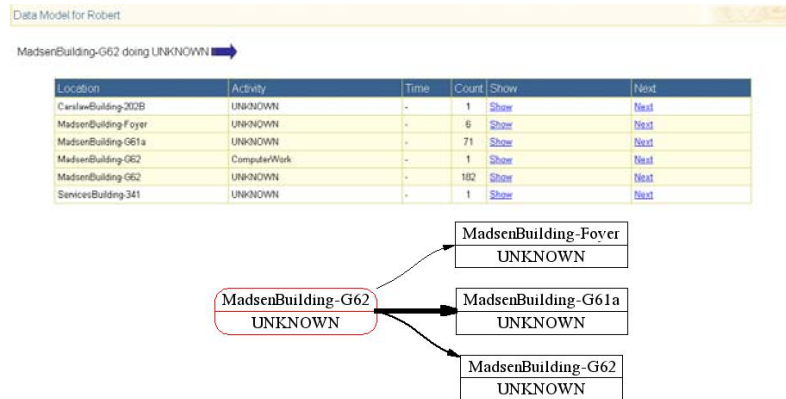 Data Model for Robert
MadsenBuilding-G62 doing UNKNOWN
Location Activity Time Count Show Next
CarslawBuilding-202B UNKNOWN - 1 Show Next
MadsenBuilding-Foyer UNKNOWN - 6 Show Next
MadsenBuilding-G61a UNKNOWN - 71 Show Next
MadsenBuilding-G62 ComputerWork - 1 Show Next
MadsenBuilding-G62 UNKNOWN - 182 Show Next
ServicesBuilding-341 UNKNOWN - 1 Show Next
MadsenBuilding-Foyer
UNKNOWN
MadsenBuilding-G62
UNKNOWN
MadsenBuilding-G61a
UNKNOWN
MadsenBuilding-G62
UNKNOWN